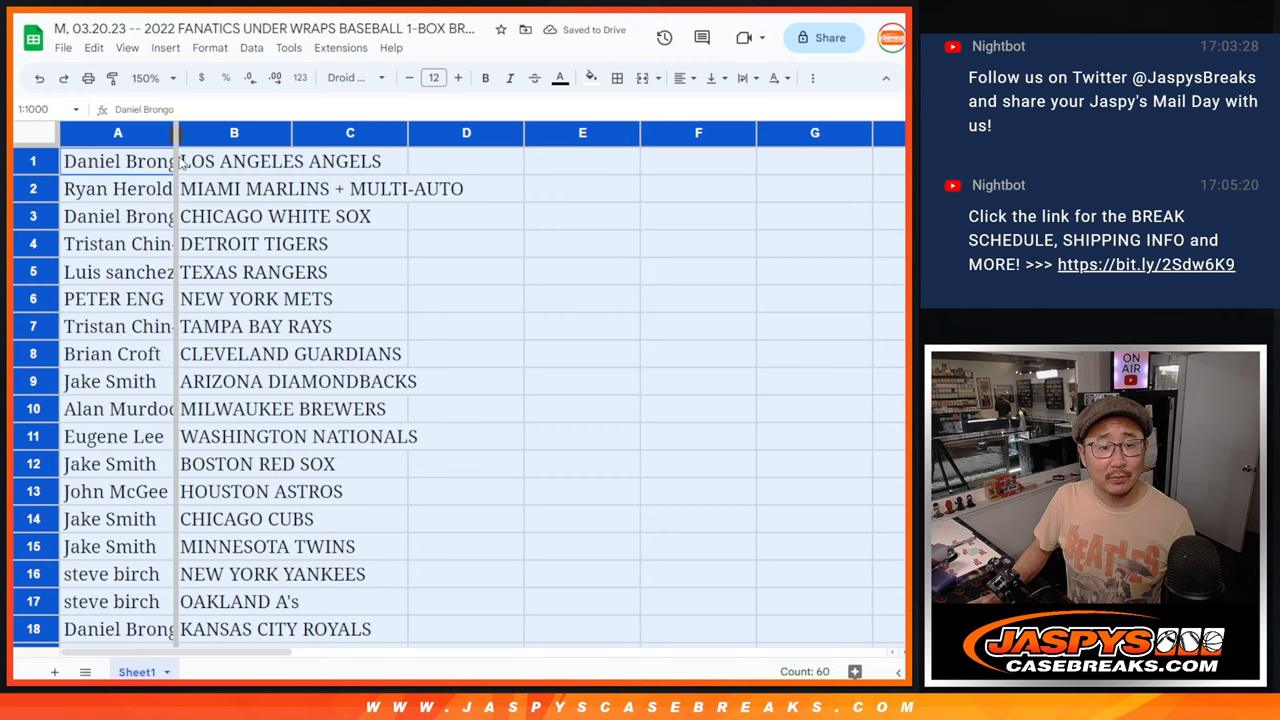 M, 03.20.23 -- 2022 FANATICS UNDER WRAPS BASEBALL 1-BOX BR...
Saved to Drive
Share
File Edit View Insert Format Data Tools Extensions Help
150% $ % .0 .00 123 Droid ... 12 B I A
1:1000 fx Daniel Brongo
A B C D E F G
1 Daniel Brong LOS ANGELES ANGELS
2 Ryan Herold MIAMI MARLINS + MULTI-AUTO
3 Daniel Brong CHICAGO WHITE SOX
4 Tristan Chin- DETROIT TIGERS
5 Luis sanchez TEXAS RANGERS
6 PETER ENG NEW YORK METS
7 Tristan Chin- TAMPA BAY RAYS
8 Brian Croft CLEVELAND GUARDIANS
9 Jake Smith ARIZONA DIAMONDBACKS
10 Alan Murdoc MILWAUKEE BREWERS
11 Eugene Lee WASHINGTON NATIONALS
12 Jake Smith BOSTON RED SOX
13 John McGee HOUSTON ASTROS
14 Jake Smith CHICAGO CUBS
15 Jake Smith MINNESOTA TWINS
16 steve birch NEW YORK YANKEES
17 steve birch OAKLAND A's
18 Daniel Brong KANSAS CITY ROYALS
Sheet1
Count: 60
Nightbot 17:03:28
Follow us on Twitter @JaspysBreaks
and share your Jaspy's Mail Day with
us!
Nightbot 17:05:20
Click the link for the BREAK
SCHEDULE, SHIPPING INFO and
MORE! >>> https://bit.ly/2Sdw6K9
ON
AIR
THE
BEATLES
JASPYS
CASEBREAKS.COM
WWW.JASPYSCASEBREAKS.COM